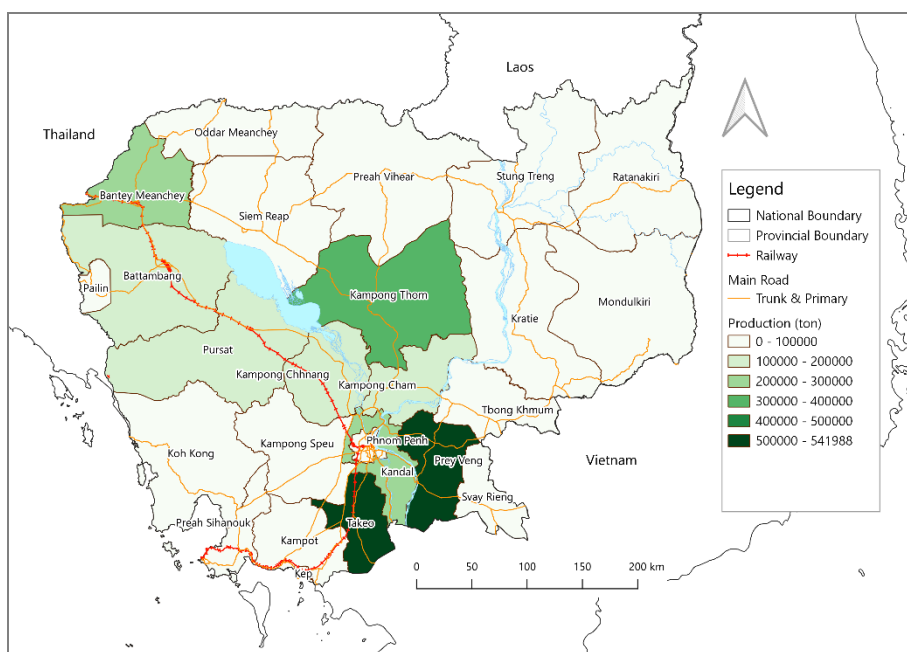 Laos
Thailand
Oddar Meanchey
Preah Vihear
Stung Treng
Ratanakiri
Bantey Meanchey
Siem Reap
Battambang
Pailin
Kampong Thom
Mondulkiri
Kratie
Pursat
Kampong Chhnang
Kampong Cham
Tbong Khmum
Koh Kong
Kampong Speu
Phnom Penh
Prey Veng
Kandal
Vietnam
Svay Rieng
Preah Sihanouk
Takeo
Kampot
Kep
0 50 100 150 200 km
Legend
National Boundary
Provincial Boundary
Railway
Main Road
Trunk & Primary
Production (ton)
0 - 100000
100000 - 200000
200000 - 300000
300000 - 400000
400000 - 500000
500000 - 541988